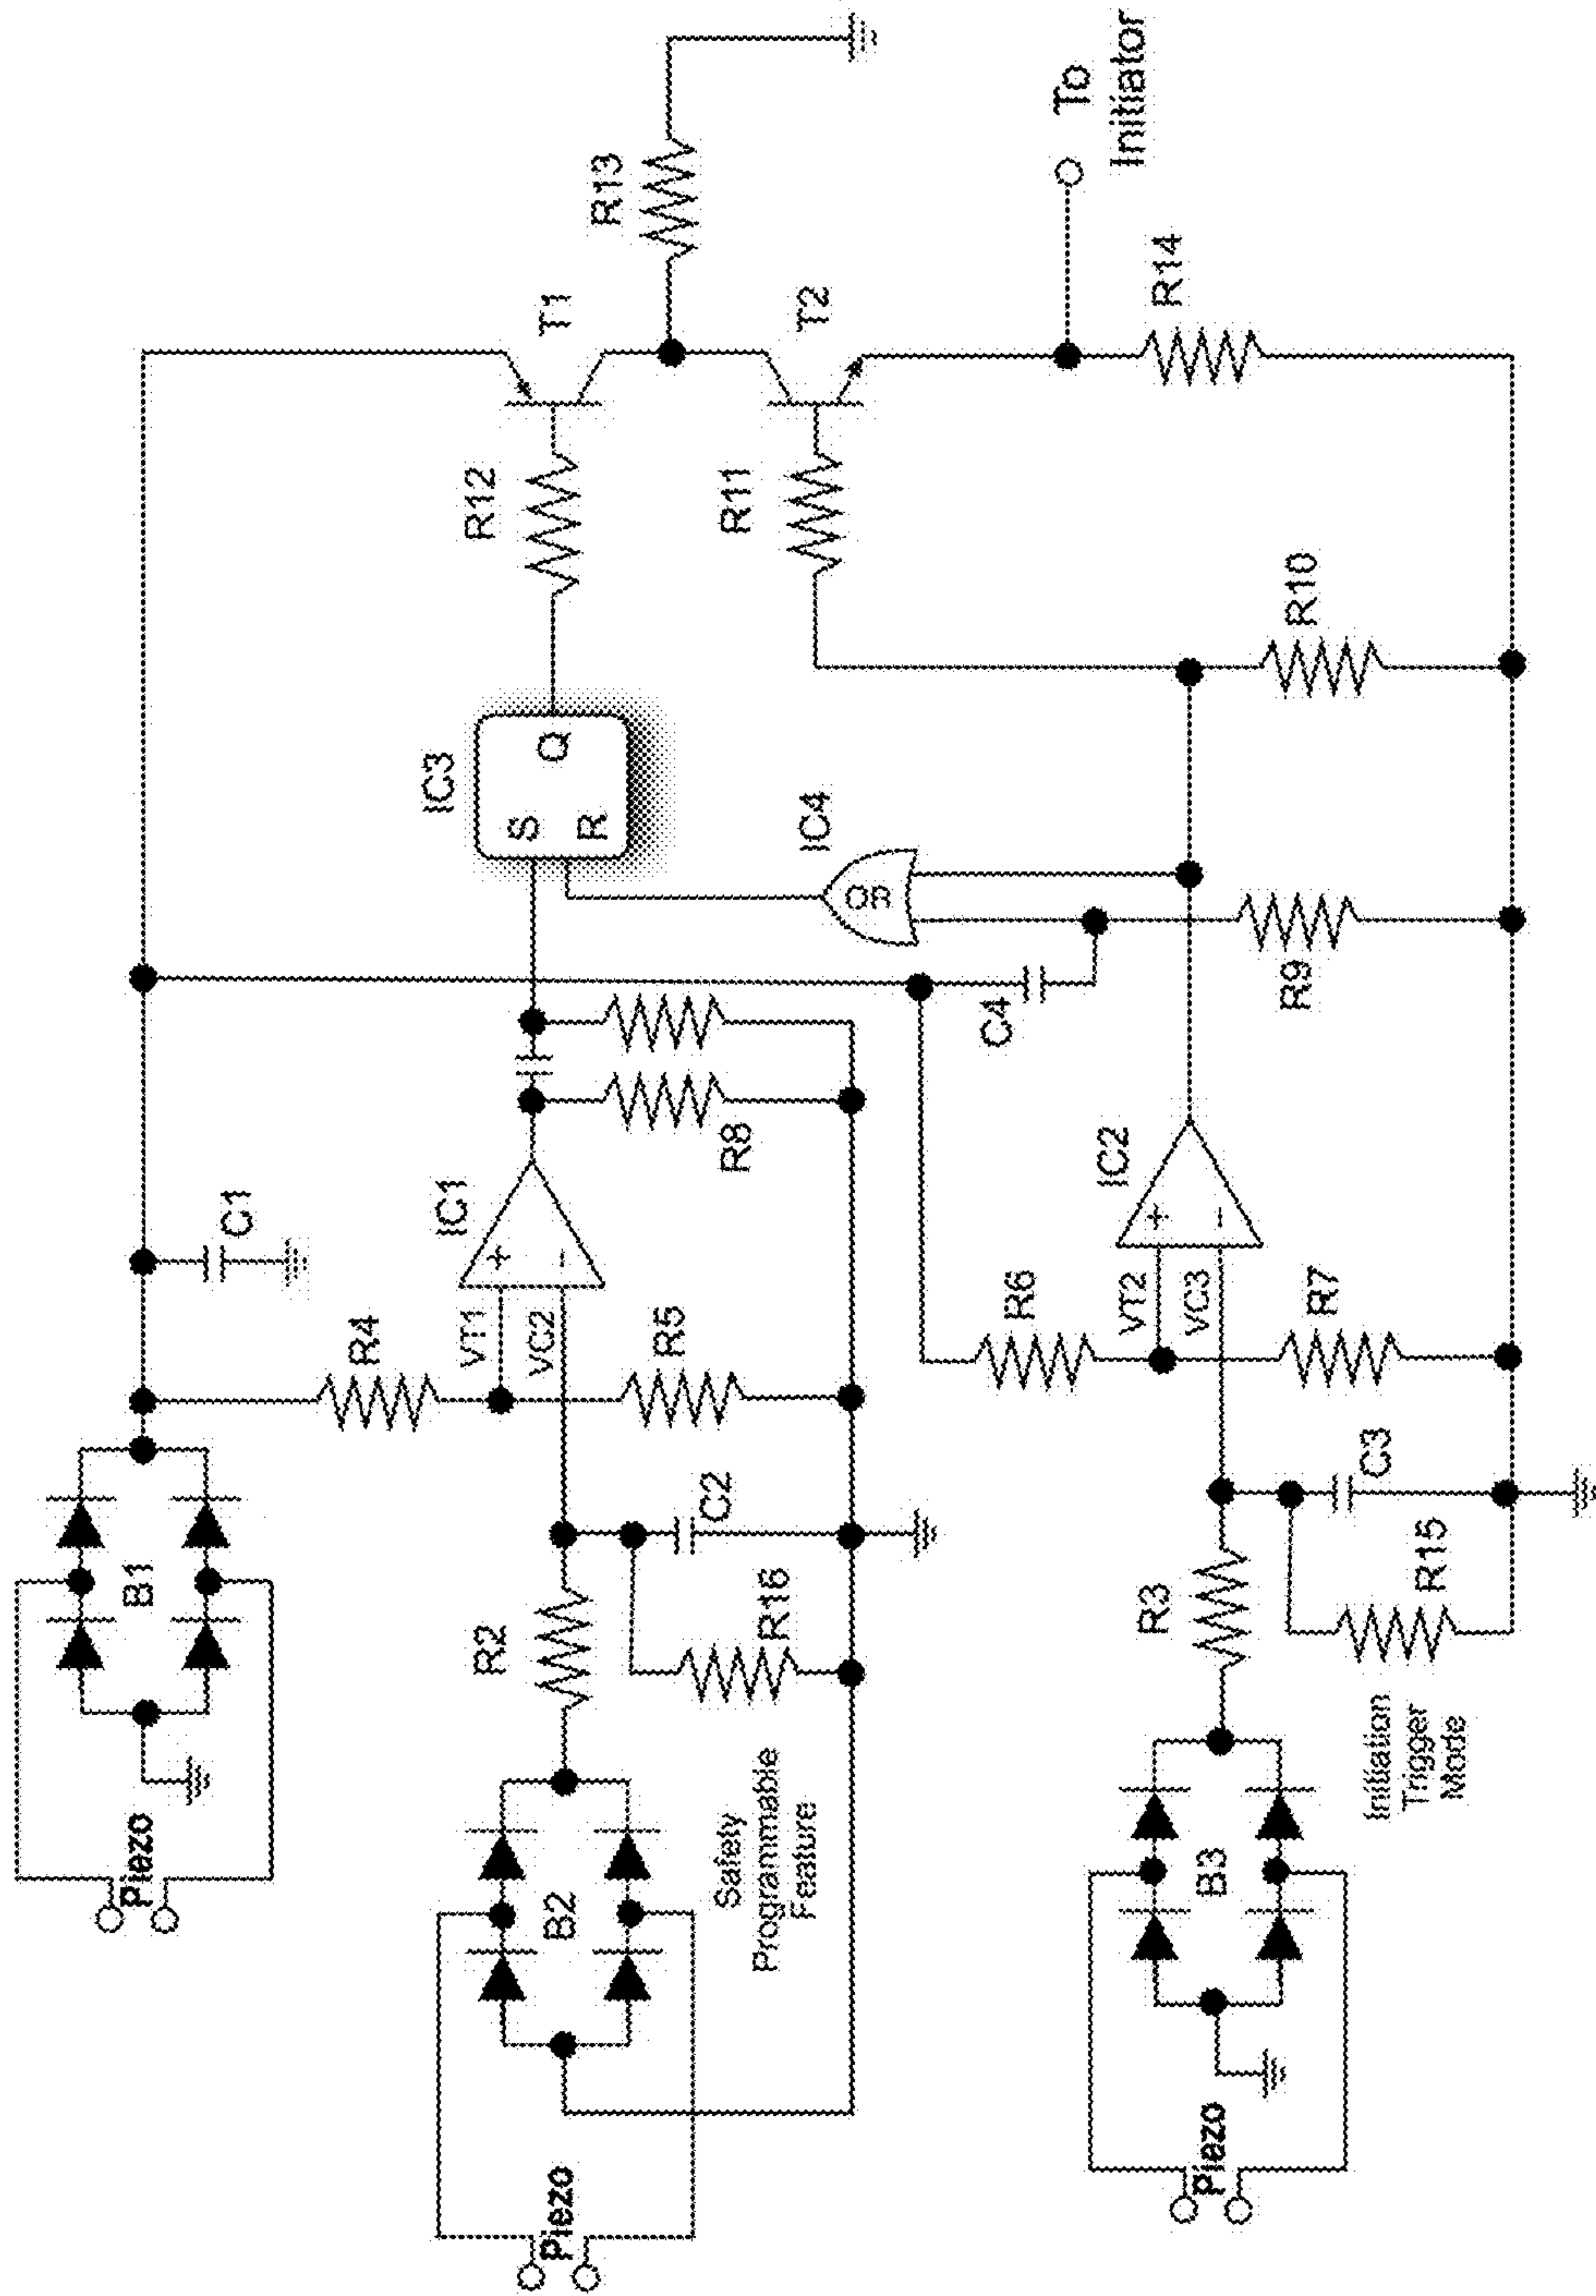 Piezo
B1
C1
R4
VT1
VC2
R5
IC1
+
−
R8
IC3
S
R
Q
R12
T1
R13
Piezo
B2
R2
C2
R16
Safety
Programmable
Feature
R6
VT2
VC3
R7
IC2
+
−
C4
R9
IC4
OR
R11
T2
R10
R14
To
Initiator
Piezo
B3
R3
C3
R15
Initiation
Trigger
Mode